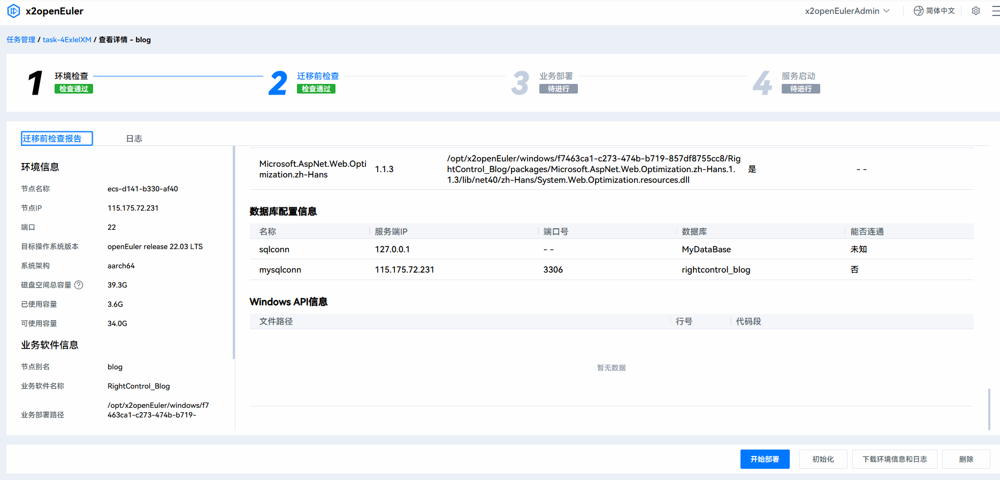 x2openEuler
x2openEulerAdmin
简体中文
任务管理 / task-4ExlelXM / 查看详情 - blog
1 环境检查
检查通过
2 迁移前检查
检查通过
3 业务部署
待进行
4 服务启动
待进行
迁移前检查报告 日志
环境信息
节点名称 ecs-d141-b330-af40
节点IP 115.175.72.231
端口 22
目标操作系统版本 openEuler release 22.03 LTS
系统架构 aarch64
磁盘空间总容量 ? 39.3G
已使用容量 3.6G
可使用容量 34.0G
业务软件信息
节点别名 blog
业务软件名称 RightControl_Blog
业务部署路径 /opt/x2openEuler/windows/f7
463ca1-c273-474b-b719-
Microsoft.AspNet.Web.Opti
mization.zh-Hans
1.1.3
/opt/x2openEuler/windows/f7463ca1-c273-474b-b719-857df8755cc8/Rig
htControl_Blog/packages/Microsoft.AspNet.Web.Optimization.zh-Hans.1.
1.3/lib/net40/zh-Hans/System.Web.Optimization.resources.dll
是
- -
数据库配置信息
名称 服务端IP 端口号 数据库 能否连通
sqlconn 127.0.0.1 - - MyDataBase 未知
mysqlconn 115.175.72.231 3306 rightcontrol_blog 否
Windows API信息
文件路径 行号 代码段
暂无数据
开始部署 初始化 下载环境信息和日志 删除